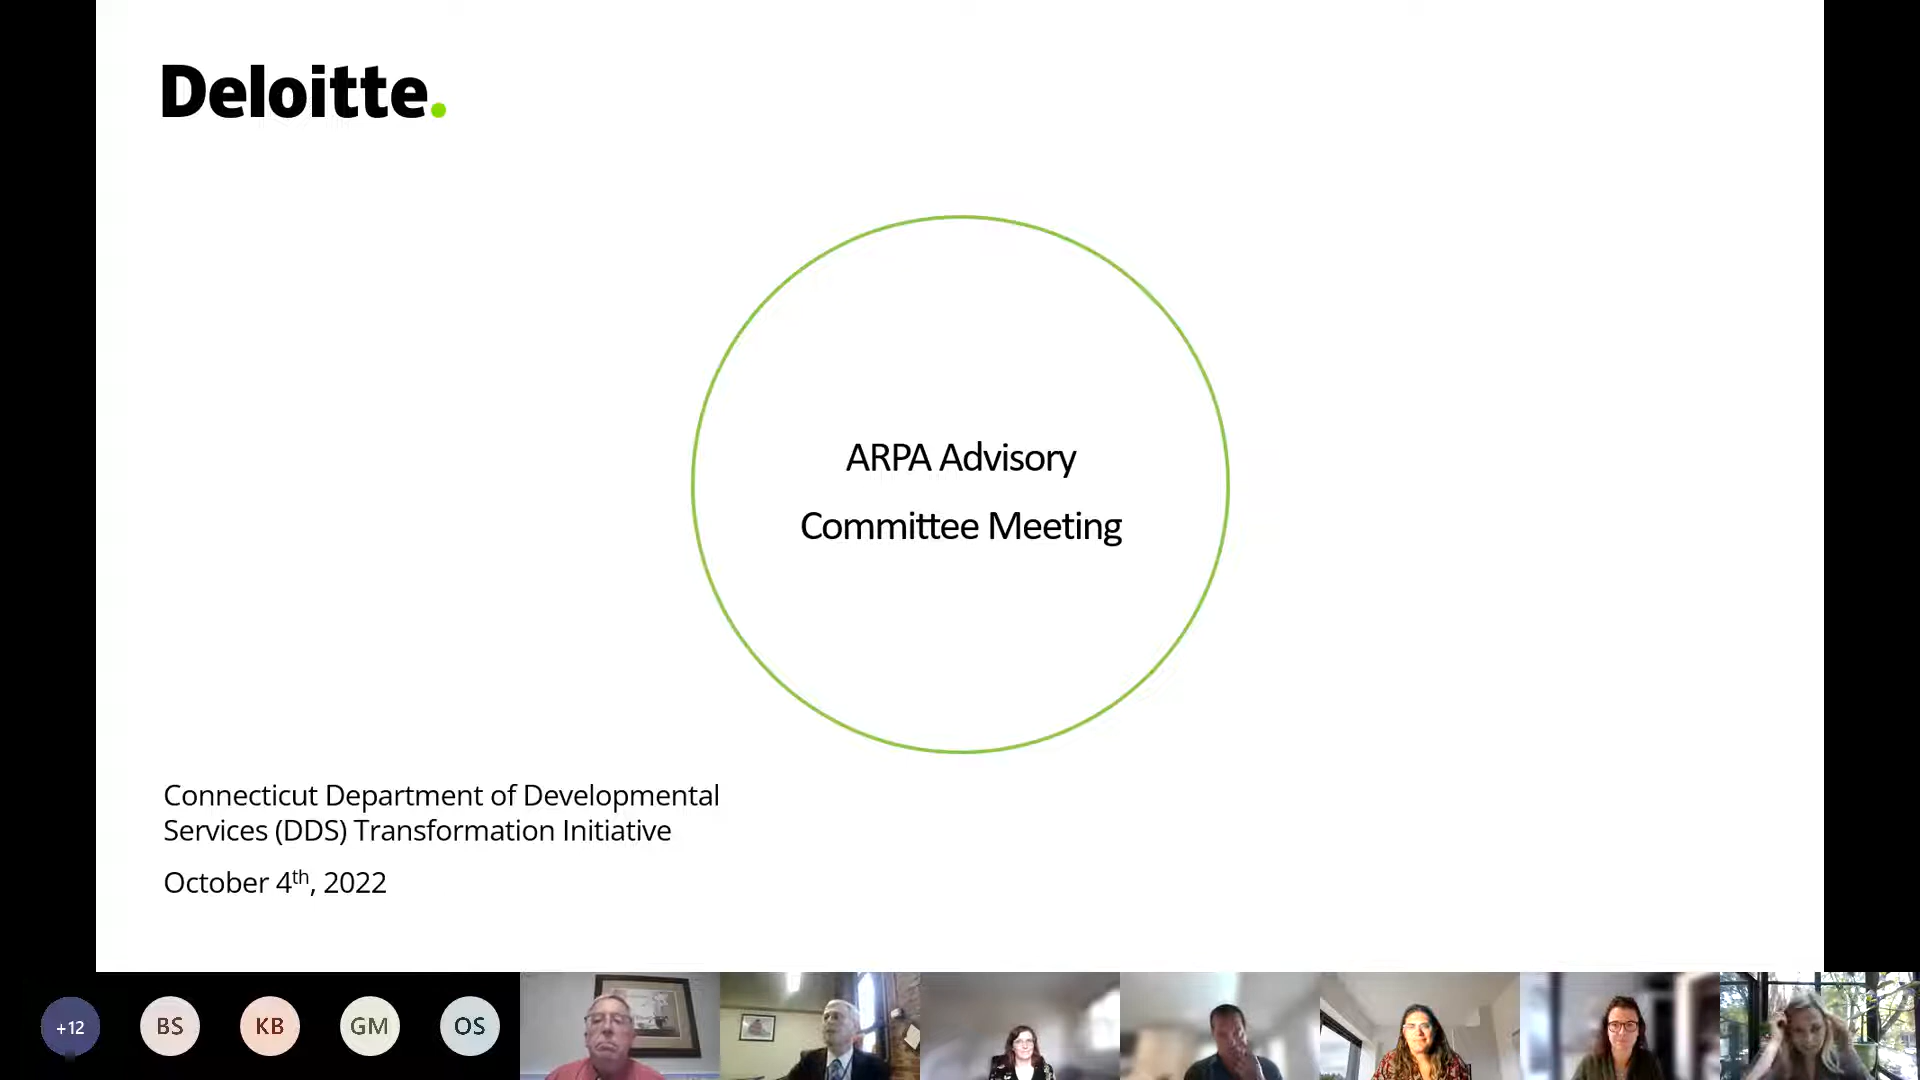 Deloitte.
ARPA Advisory
Committee Meeting
Connecticut Department of Developmental
Services (DDS) Transformation Initiative
October 4th, 2022
+12
BS
KB
GM
OS